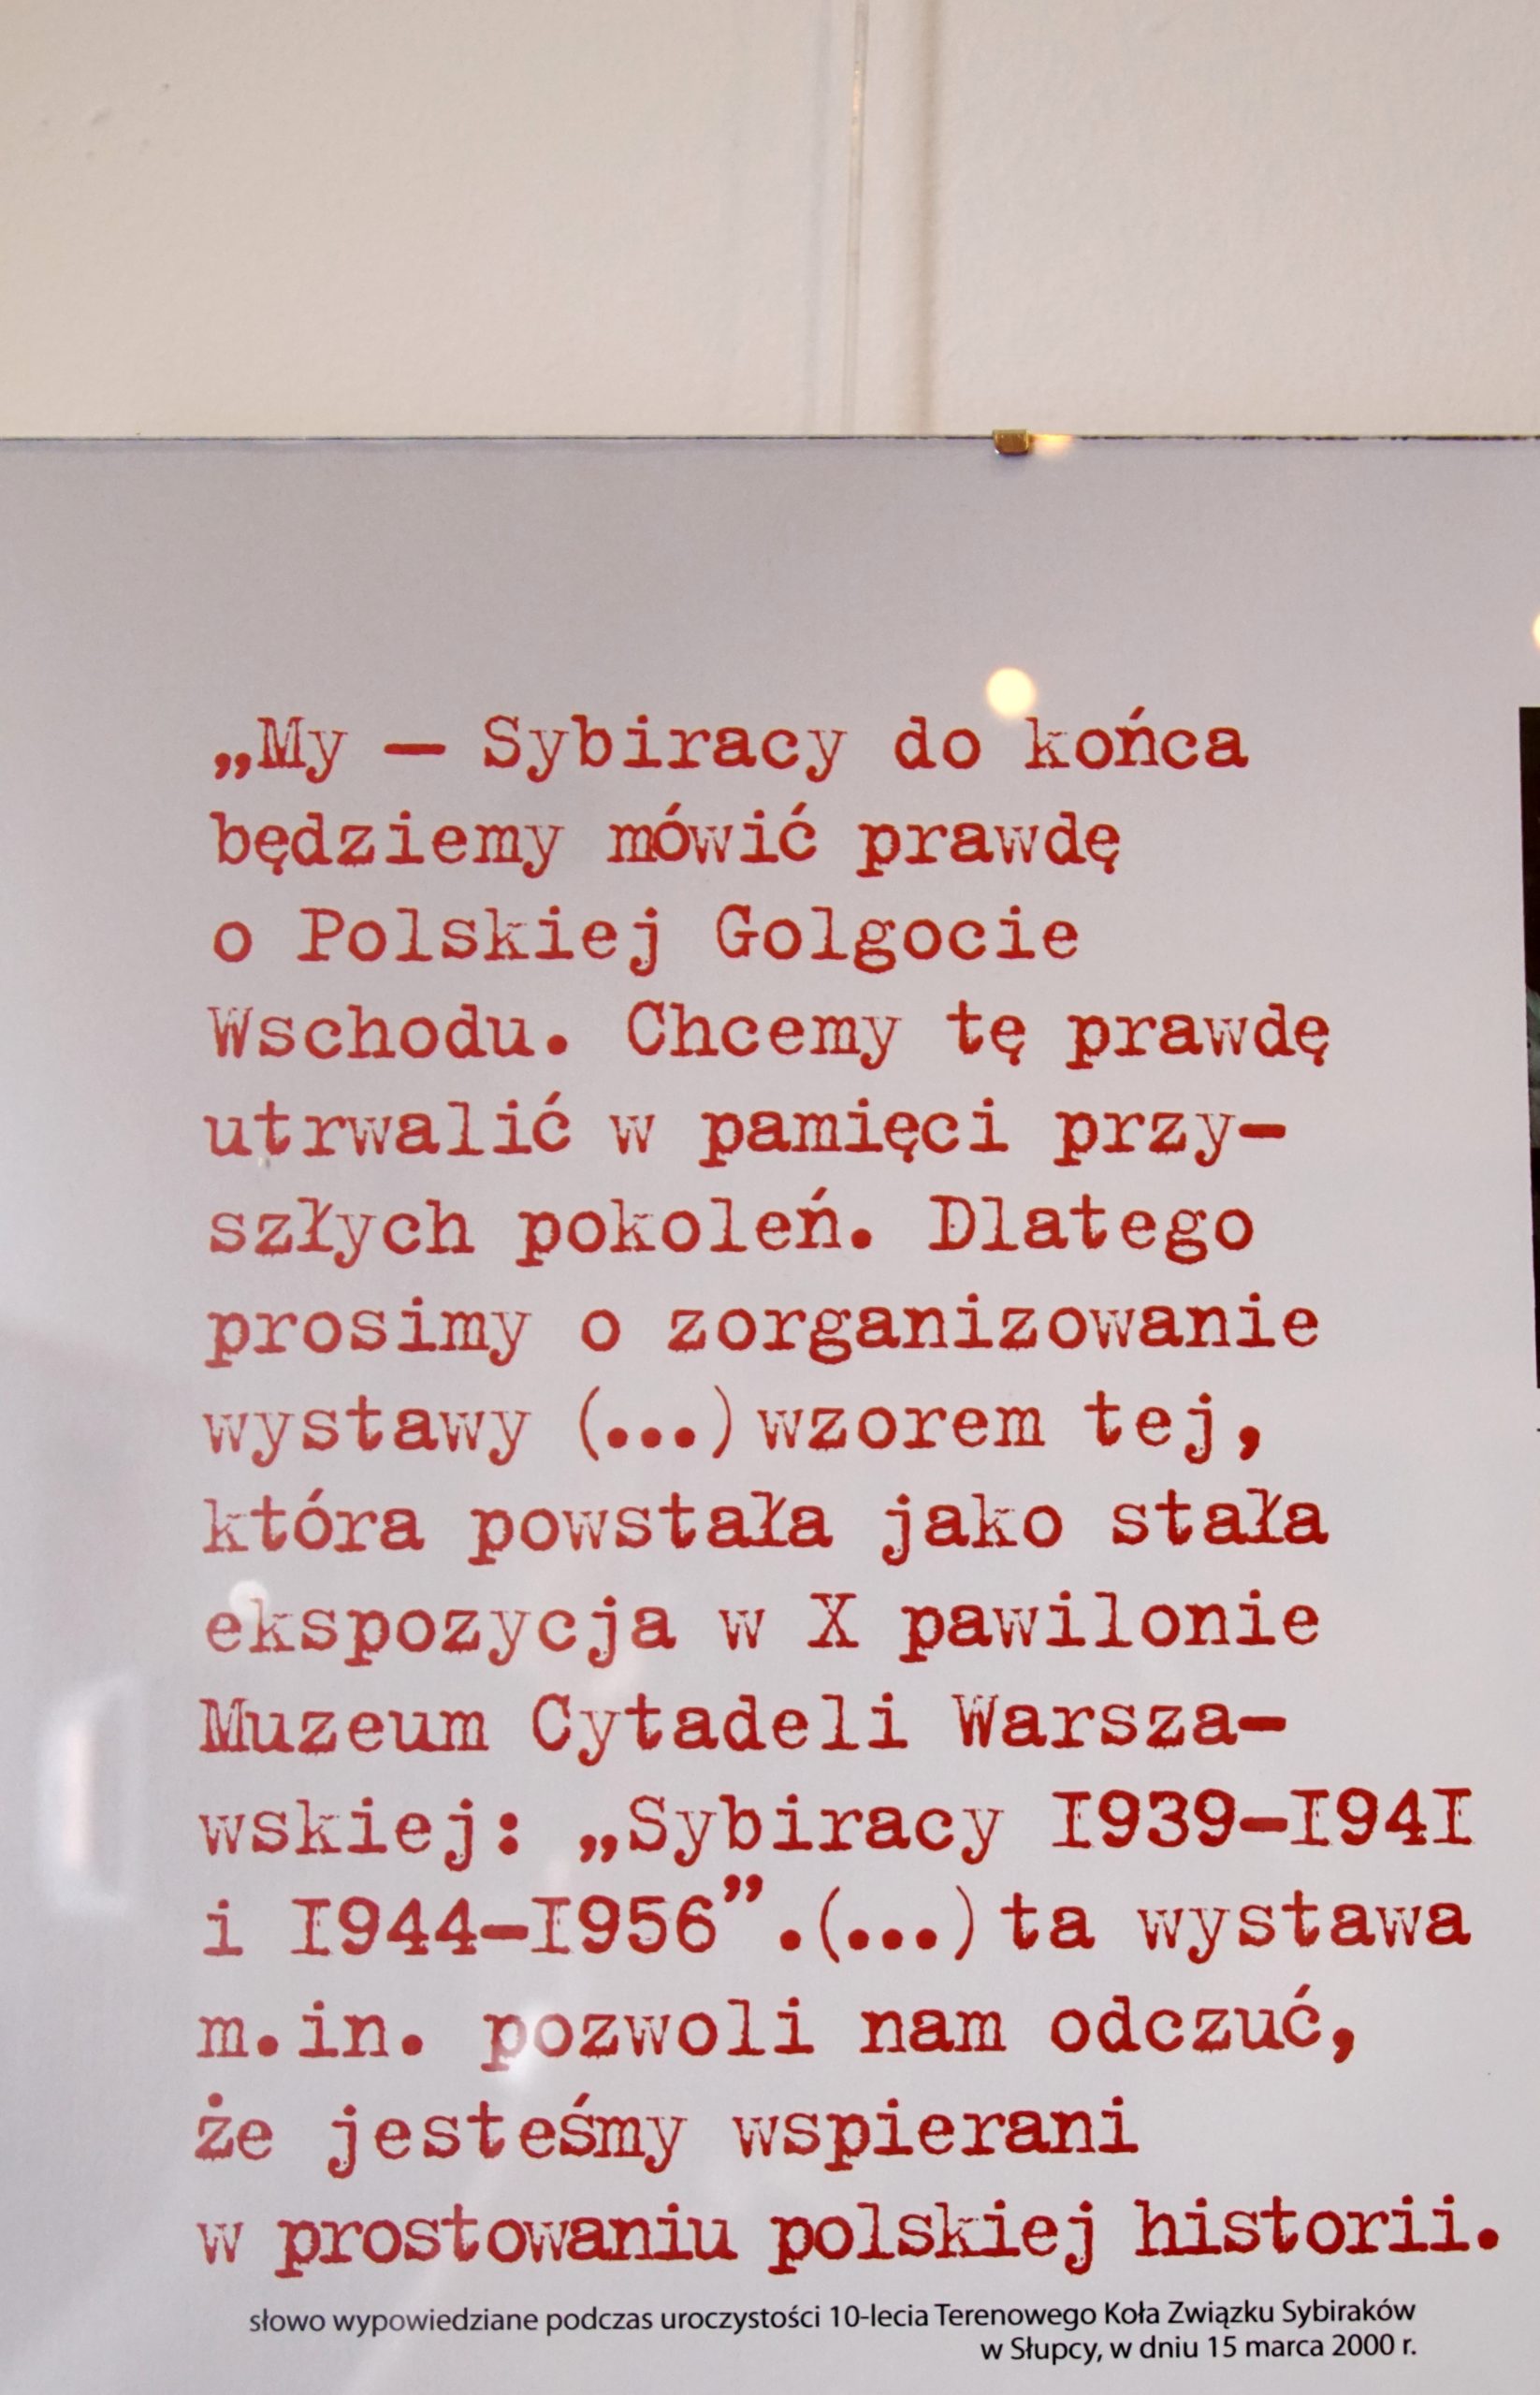 „My — Sybiracy do końca
będziemy mówić prawdę
o Polskiej Golgocie
Wschodu. Chcemy tę prawdę
utrwalić w pamięci przy-
szłych pokoleń. Dlatego
prosimy o zorganizowanie
wystawy (...) wzorem tej,
która powstała jako stała
ekspozycja w X pawilonie
Muzeum Cytadeli Warsza-
wskiej: „Sybiracy 1939-1941
i 1944-1956”.(...) ta wystawa
m.in. pozwoli nam odczuć,
że jesteśmy wspierani
w prostowaniu polskiej historii.
słowo wypowiedziane podczas uroczystości 10-lecia Terenowego Koła Związku Sybiraków
w Słupcy, w dniu 15 marca 2000 r.